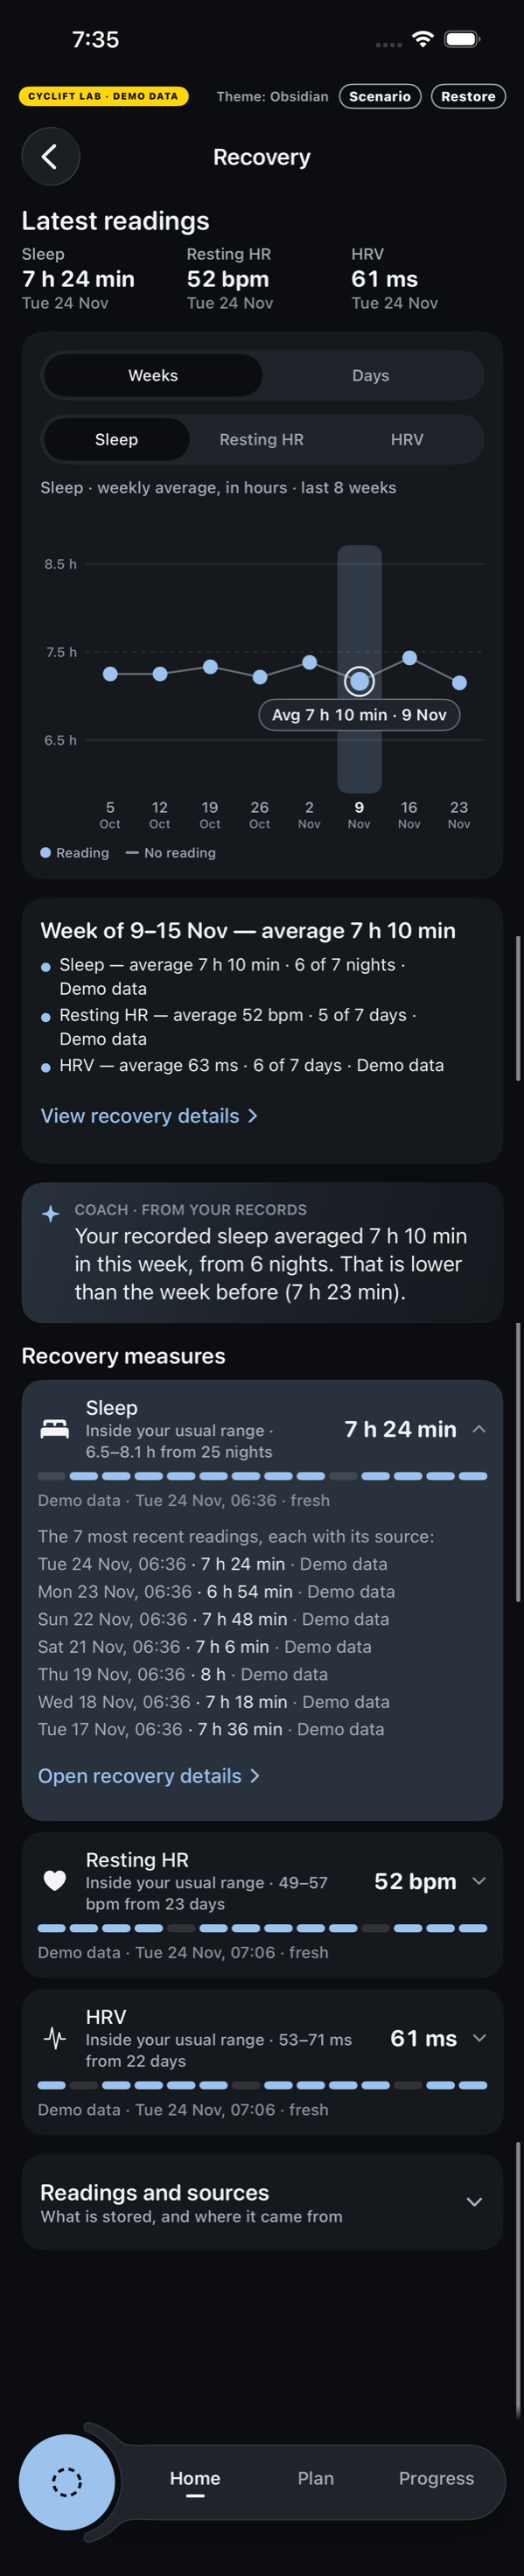 7:35
CYCLIFT LAB · DEMO DATA
Theme: Obsidian
Scenario
Restore
Recovery
Latest readings
Sleep
7 h 24 min
Tue 24 Nov
Resting HR
52 bpm
Tue 24 Nov
HRV
61 ms
Tue 24 Nov
Weeks
Days
Sleep
Resting HR
HRV
Sleep · weekly average, in hours · last 8 weeks
8.5 h
7.5 h
6.5 h
Avg 7 h 10 min · 9 Nov
5 Oct
12 Oct
19 Oct
26 Oct
2 Nov
9 Nov
16 Nov
23 Nov
Reading
No reading
Week of 9–15 Nov — average 7 h 10 min
Sleep — average 7 h 10 min · 6 of 7 nights ·
Demo data
Resting HR — average 52 bpm · 5 of 7 days ·
Demo data
HRV — average 63 ms · 6 of 7 days · Demo data
View recovery details
COACH · FROM YOUR RECORDS
Your recorded sleep averaged 7 h 10 min
in this week, from 6 nights. That is lower
than the week before (7 h 23 min).
Recovery measures
Sleep
Inside your usual range ·
6.5–8.1 h from 25 nights
7 h 24 min
Demo data · Tue 24 Nov, 06:36 · fresh
The 7 most recent readings, each with its source:
Tue 24 Nov, 06:36 · 7 h 24 min · Demo data
Mon 23 Nov, 06:36 · 6 h 54 min · Demo data
Sun 22 Nov, 06:36 · 7 h 48 min · Demo data
Sat 21 Nov, 06:36 · 7 h 6 min · Demo data
Thu 19 Nov, 06:36 · 8 h · Demo data
Wed 18 Nov, 06:36 · 7 h 18 min · Demo data
Tue 17 Nov, 06:36 · 7 h 36 min · Demo data
Open recovery details
Resting HR
Inside your usual range · 49–57
bpm from 23 days
52 bpm
Demo data · Tue 24 Nov, 07:06 · fresh
HRV
Inside your usual range · 53–71 ms
from 22 days
61 ms
Demo data · Tue 24 Nov, 07:06 · fresh
Readings and sources
What is stored, and where it came from
Home
Plan
Progress